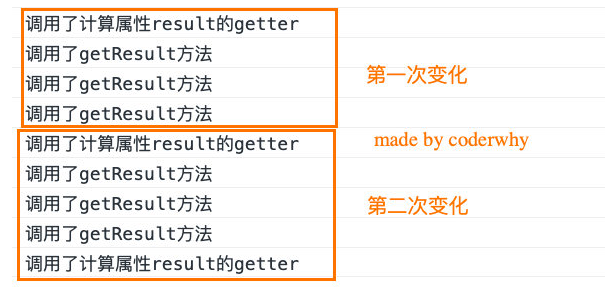 调用了计算属性result的getter
调用了getResult方法
调用了getResult方法
调用了getResult方法
第一次变化
调用了计算属性result的getter
made by coderwhy
调用了getResult方法
调用了getResult方法
第二次变化
调用了getResult方法
调用了计算属性result的getter